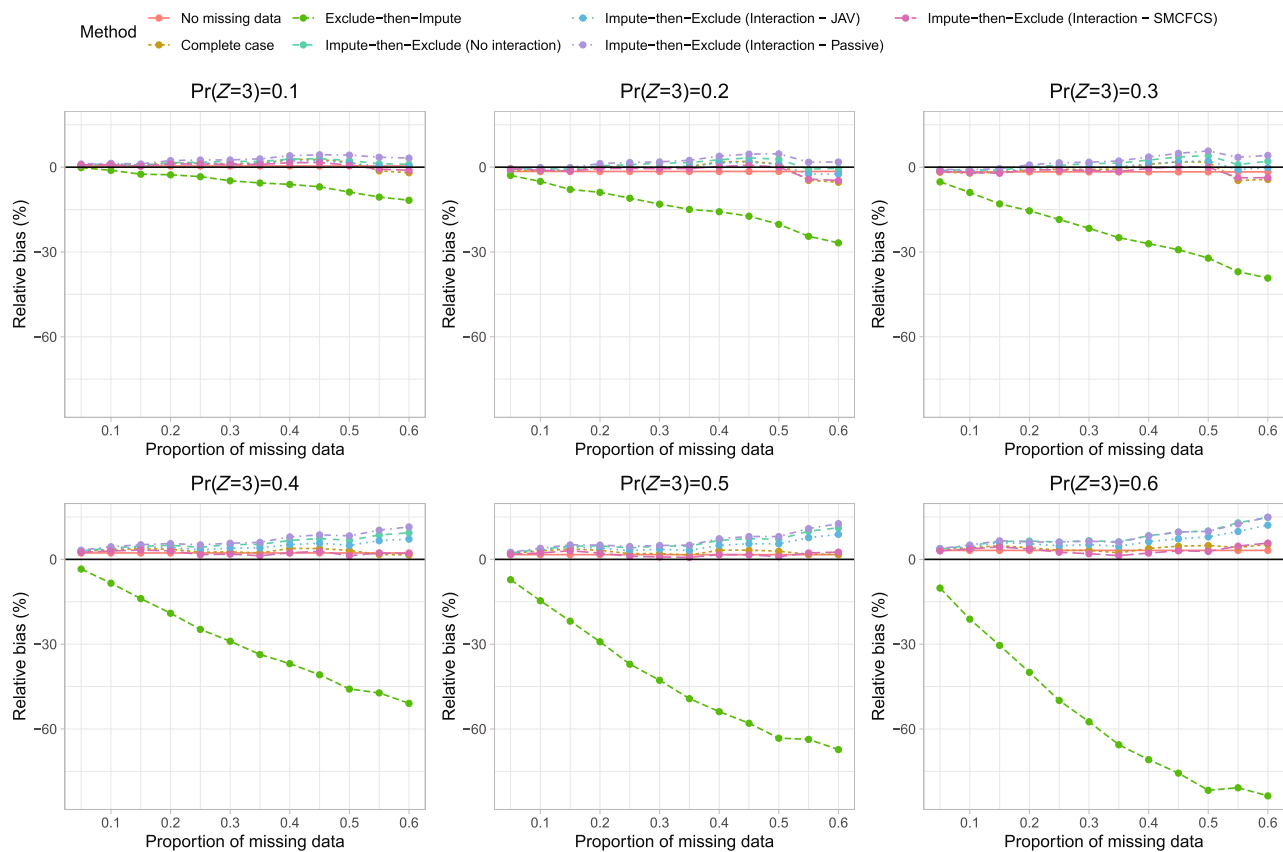 Method
No missing data
Exclude−then−Impute
Impute−then−Exclude (Interaction − JAV)
Impute−then−Exclude (Interaction − SMCFCS)
Complete case
Impute−then−Exclude (No interaction)
Impute−then−Exclude (Interaction − Passive)
Pr(Z=3)=0.1
Pr(Z=3)=0.2
Pr(Z=3)=0.3
Relative bias (%)
0
−30
−60
0.1 0.2 0.3 0.4 0.5 0.6
Proportion of missing data
Relative bias (%)
0
−30
−60
0.1 0.2 0.3 0.4 0.5 0.6
Proportion of missing data
Relative bias (%)
0
−30
−60
0.1 0.2 0.3 0.4 0.5 0.6
Proportion of missing data
Pr(Z=3)=0.4
Pr(Z=3)=0.5
Pr(Z=3)=0.6
Relative bias (%)
0
−30
−60
0.1 0.2 0.3 0.4 0.5 0.6
Proportion of missing data
Relative bias (%)
0
−30
−60
0.1 0.2 0.3 0.4 0.5 0.6
Proportion of missing data
Relative bias (%)
0
−30
−60
0.1 0.2 0.3 0.4 0.5 0.6
Proportion of missing data